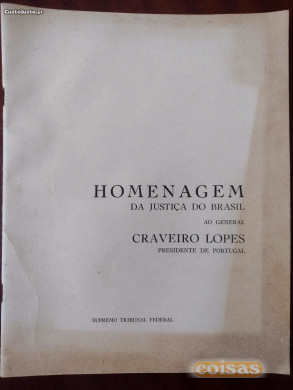 CustoJusto.pt
HOMENAGEM
DA JUSTIÇA DO BRASIL
AO GENERAL
CRAVEIRO LOPES
PRESIDENTE DE PORTUGAL
SUPREMO TRIBUNAL FEDERAL
coisas